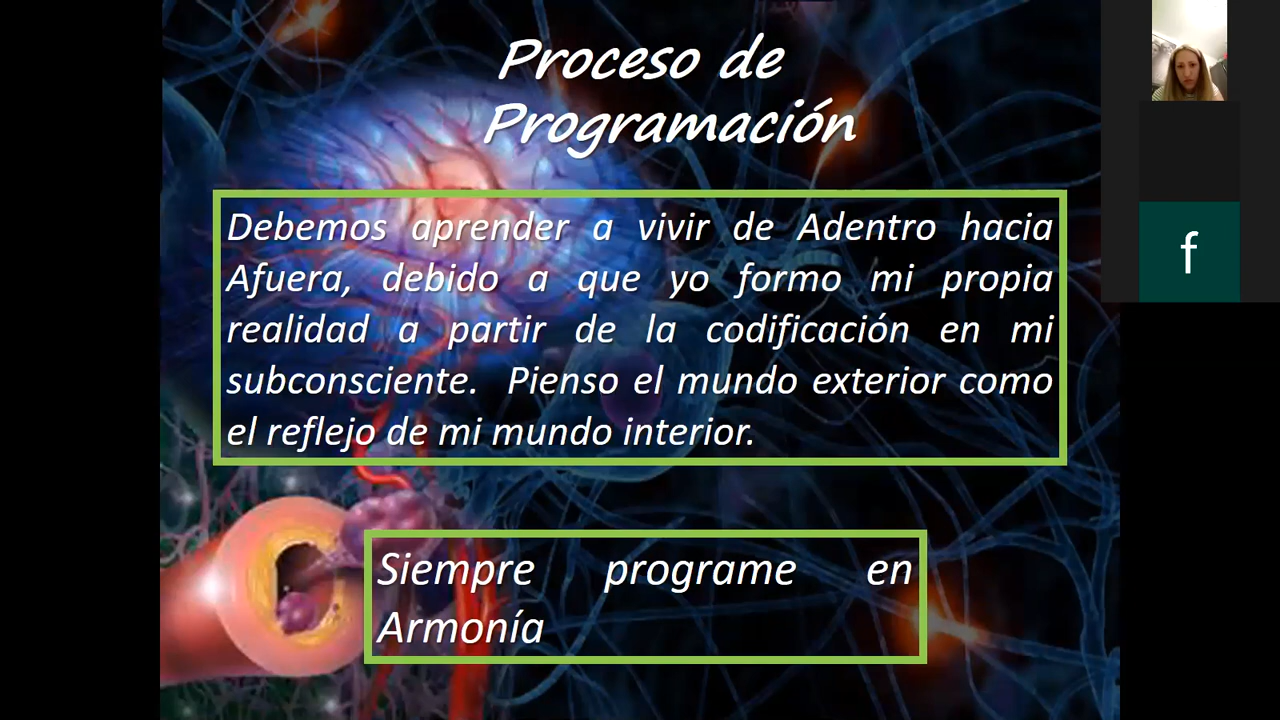 Proceso de
Programación
Debemos aprender a vivir de Adentro hacia
Afuera, debido a que yo formo mi propia
realidad a partir de la codificación en mi
subconsciente. Pienso el mundo exterior como
el reflejo de mi mundo interior.
Siempre programe en
Armonía
f